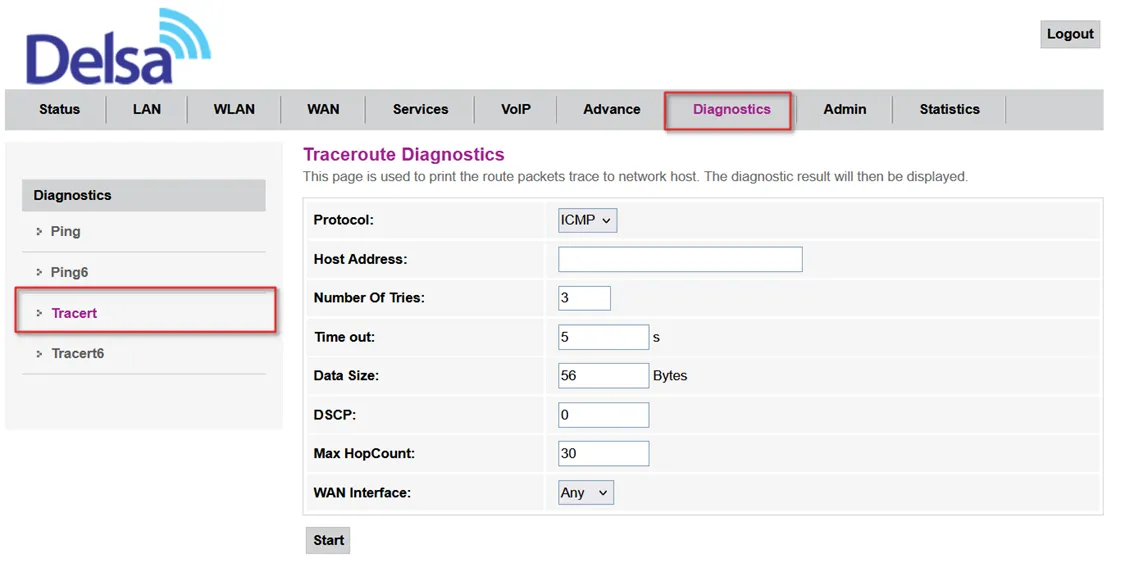 Delsa
Logout
Status LAN WLAN WAN Services VoIP Advance Diagnostics Admin Statistics
Diagnostics
Ping
Ping6
Tracert
Tracert6
Traceroute Diagnostics
This page is used to print the route packets trace to network host. The diagnostic result will then be displayed.
Protocol: ICMP
Host Address:
Number Of Tries: 3
Time out: 5 s
Data Size: 56 Bytes
DSCP: 0
Max HopCount: 30
WAN Interface: Any
Start